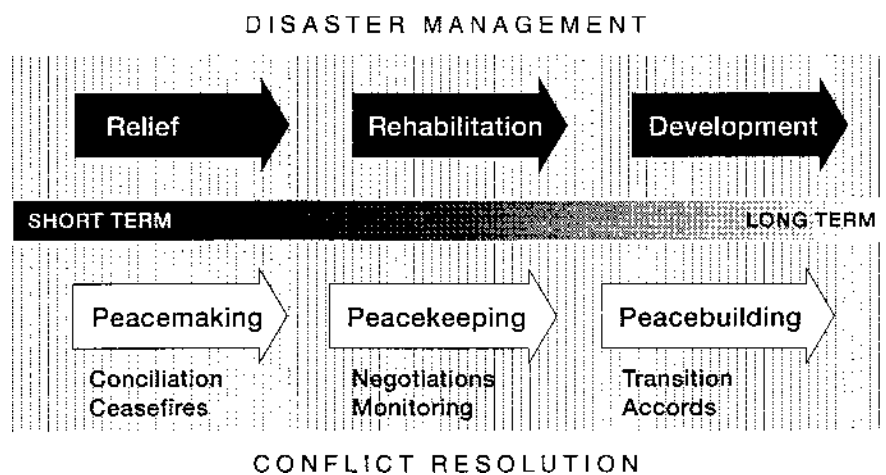 DISASTER MANAGEMENT
Relief
Rehabilitation
Development
SHORT TERM
LONG TERM
Peacemaking
Peacekeeping
Peacebuilding
Conciliation
Ceasefires
Negotiations
Monitoring
Transition
Accords
CONFLICT RESOLUTION